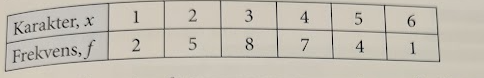 Karakter, x 1 2 3 4 5 6
Frekvens, f 2 5 8 7 4 1